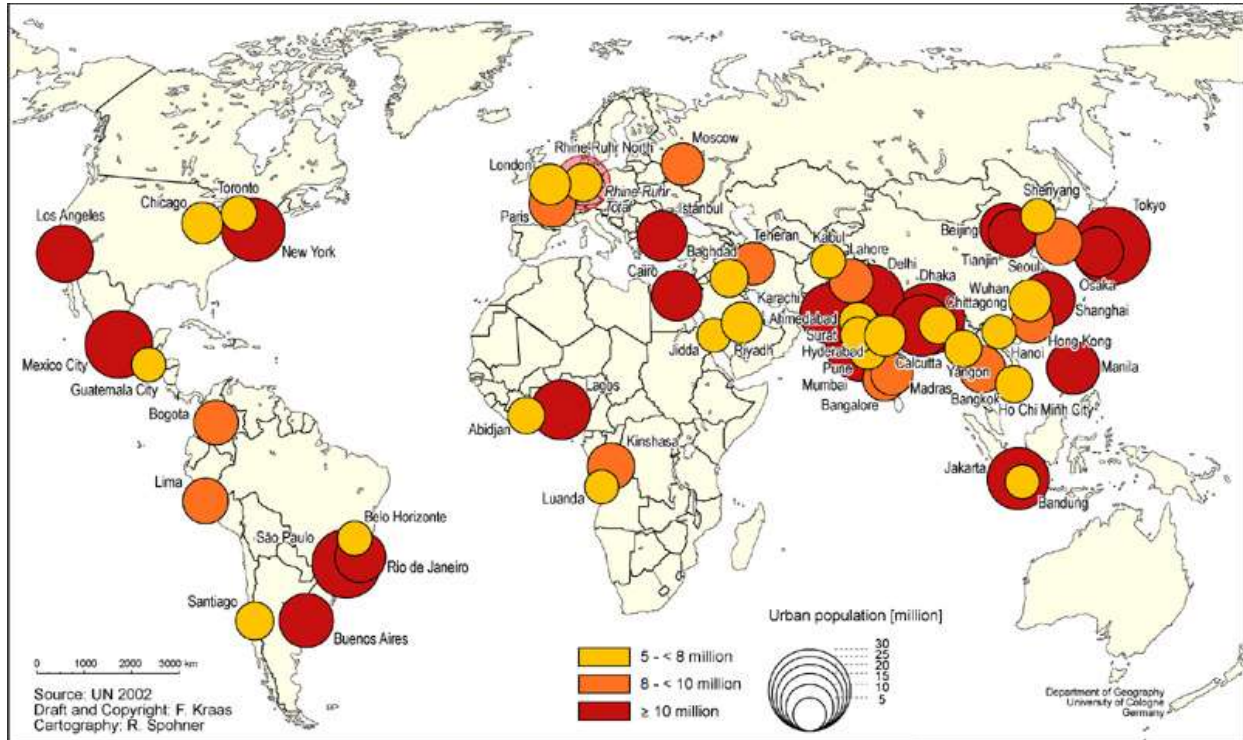 Moscow
Rhine-Ruhr North
London
Rhine-Ruhr
Total
Paris
Istanbul
Toronto
Chicago
Los Angeles
New York
Shenyang
Tokyo
Beijing
Tianjin
Seoul
Osaka
Teheran
Kabul
Baghdad
Lahore
Delhi
Dhaka
Cairo
Wuhan
Chittagong
Karachi
Shanghai
Ahmedabad
Surat
Jidda
Riyadh
Hyderabad
Hong Kong
Hanoi
Calcutta
Pune
Yangon
Manila
Mumbai
Madras
Bangkok
Bangalore
Ho Chi Minh City
Mexico City
Guatemala City
Lagos
Bogota
Abidjan
Kinshasa
Jakarta
Lima
Luanda
Bandung
Belo Horizonte
São Paulo
Rio de Janeiro
Santiago
Buenos Aires
Urban population [million]
30
25
20
15
10
5
5 - < 8 million
8 - < 10 million
≥ 10 million
0 1000 2000 3000 km
Source: UN 2002
Draft and Copyright: F. Kraas
Cartography: R. Spohner
Department of Geography
University of Cologne
Germany